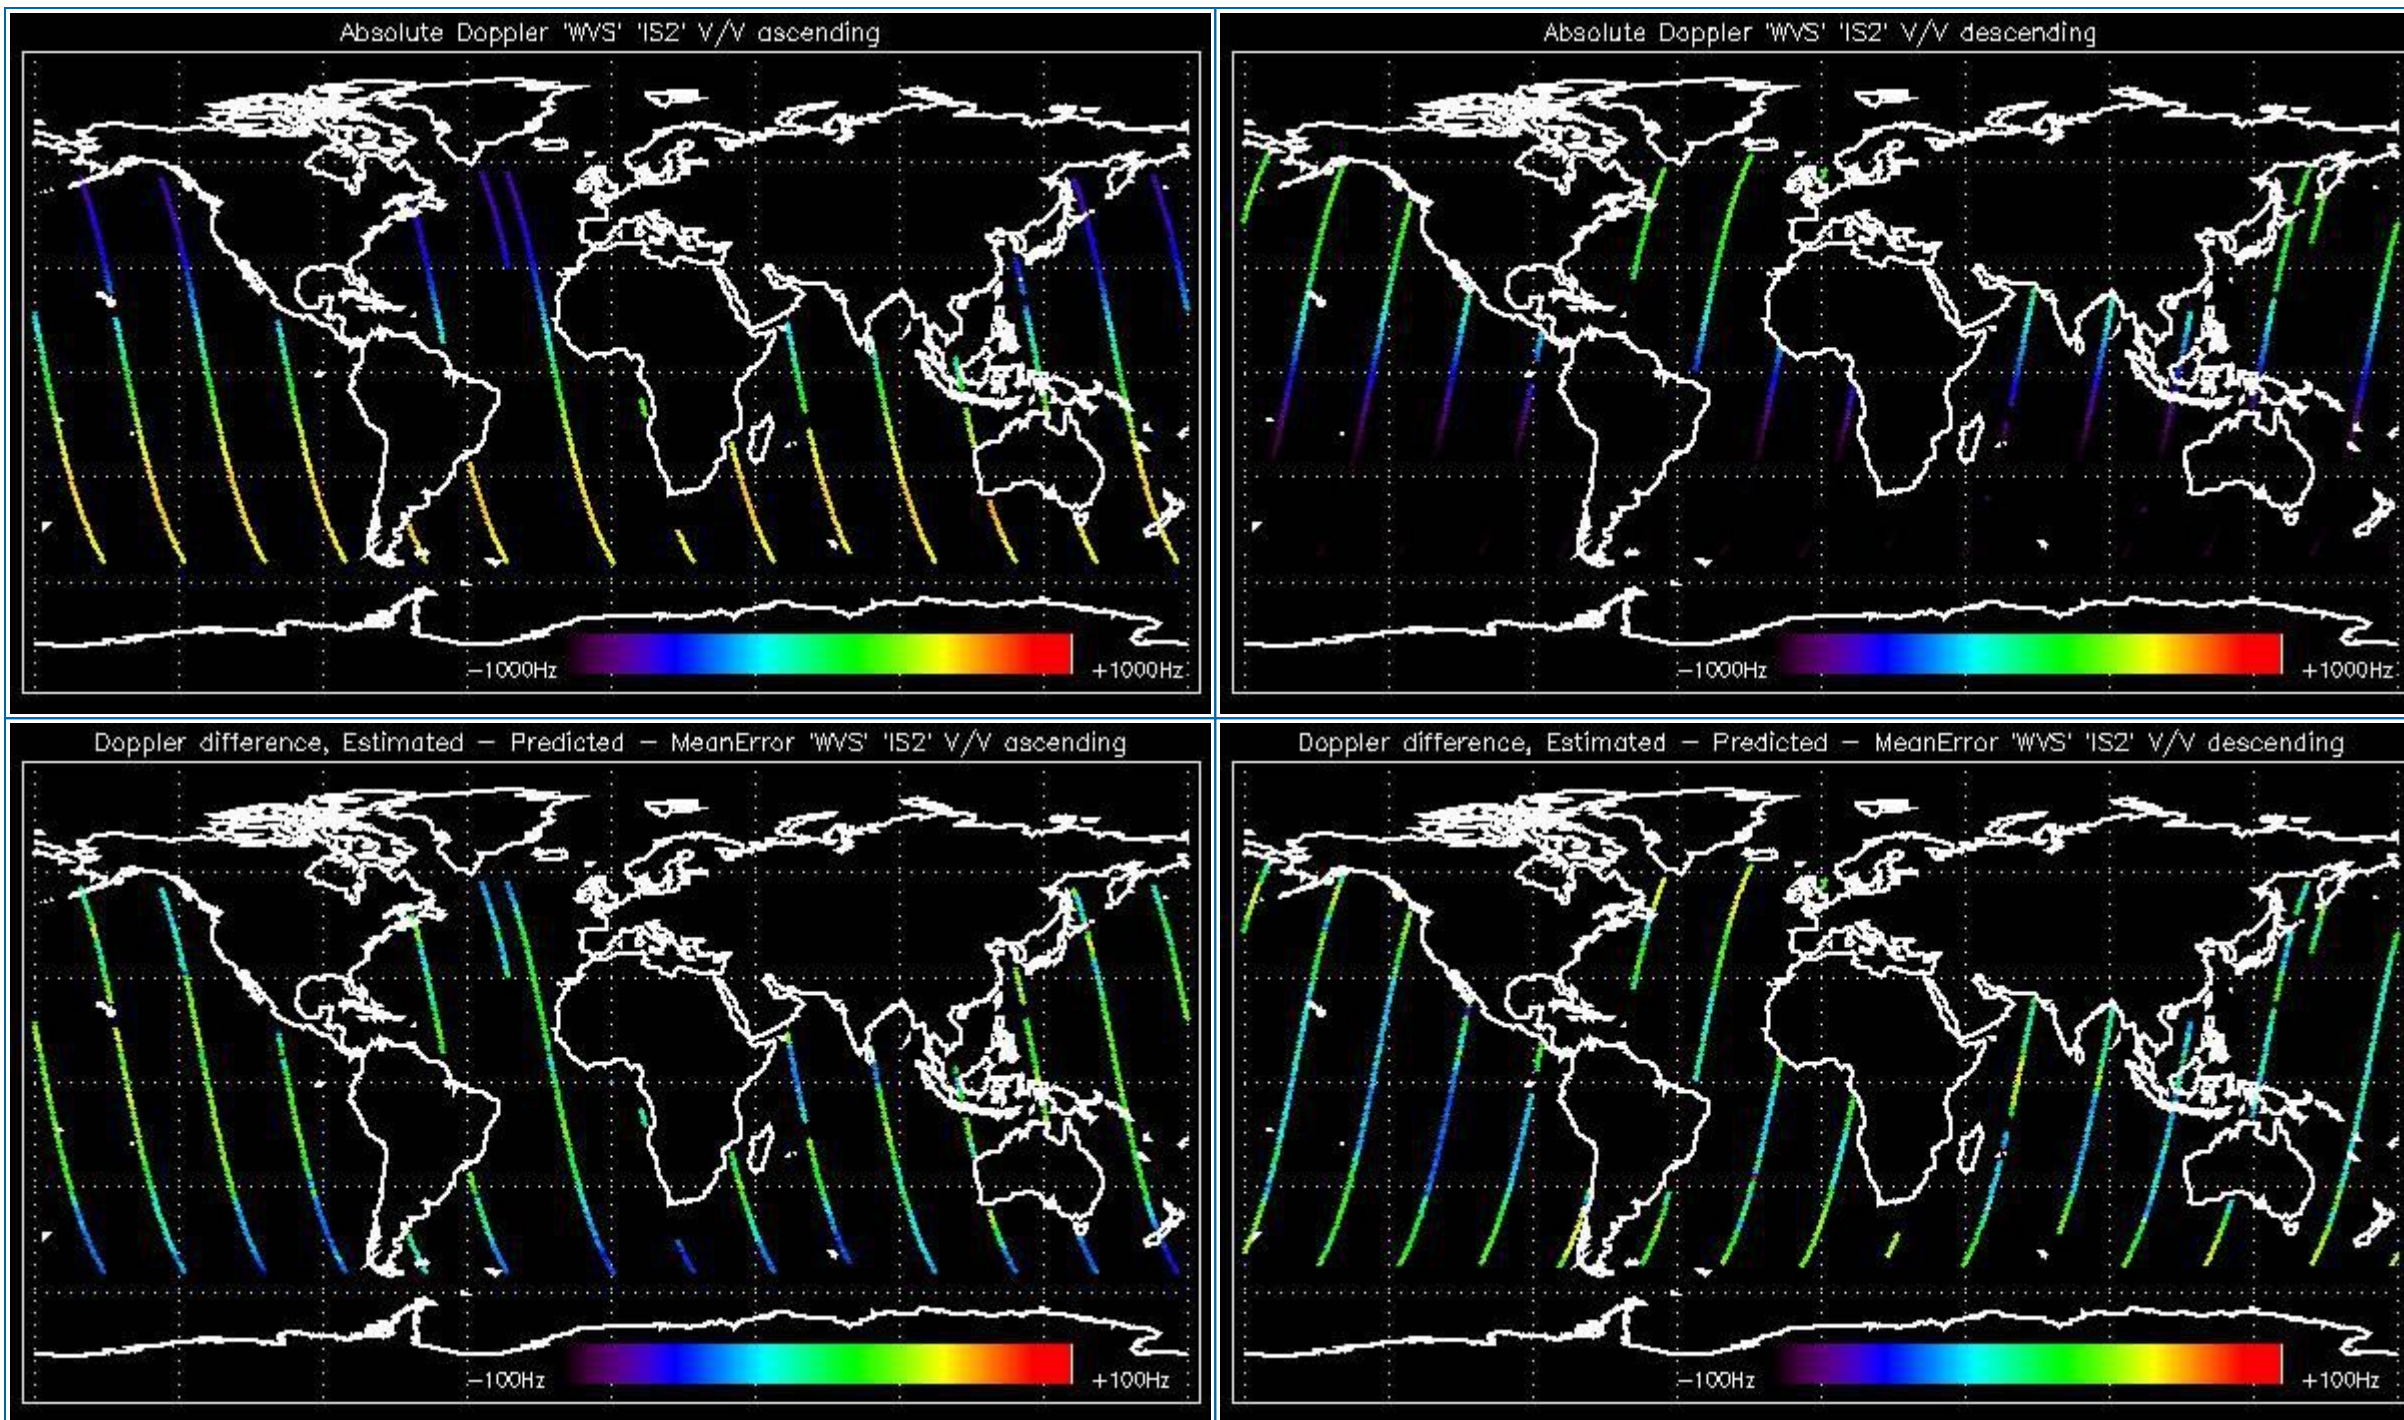 Absolute Doppler 'WVS' 'IS2' V/V ascending
-1000Hz
+1000Hz
Absolute Doppler 'WVS' 'IS2' V/V descending
-1000Hz
+1000Hz
Doppler difference, Estimated - Predicted - MeanError 'WVS' 'IS2' V/V ascending
-100Hz
+100Hz
Doppler difference, Estimated - Predicted - MeanError 'WVS' 'IS2' V/V descending
-100Hz
+100Hz